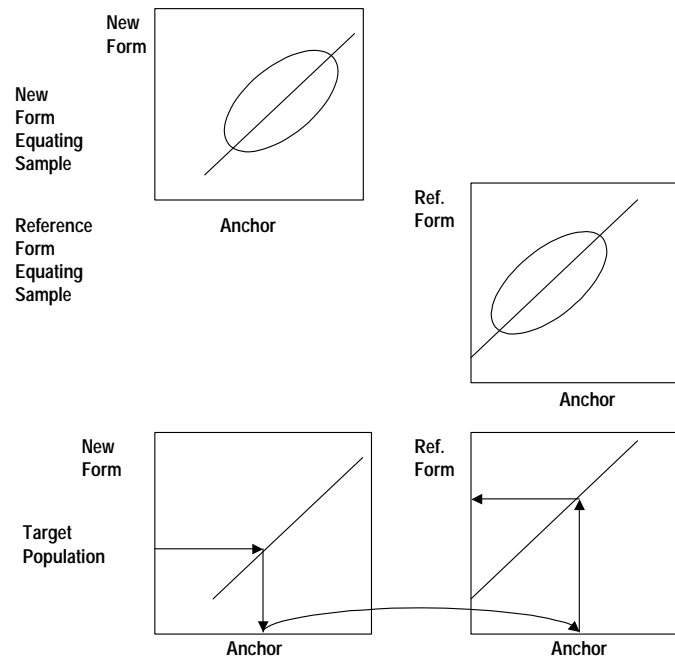 New
Form
New
Form
Equating
Sample
Anchor
Reference
Form
Equating
Sample
Ref.
Form
Anchor
New
Form
Ref.
Form
Target
Population
Anchor
Anchor